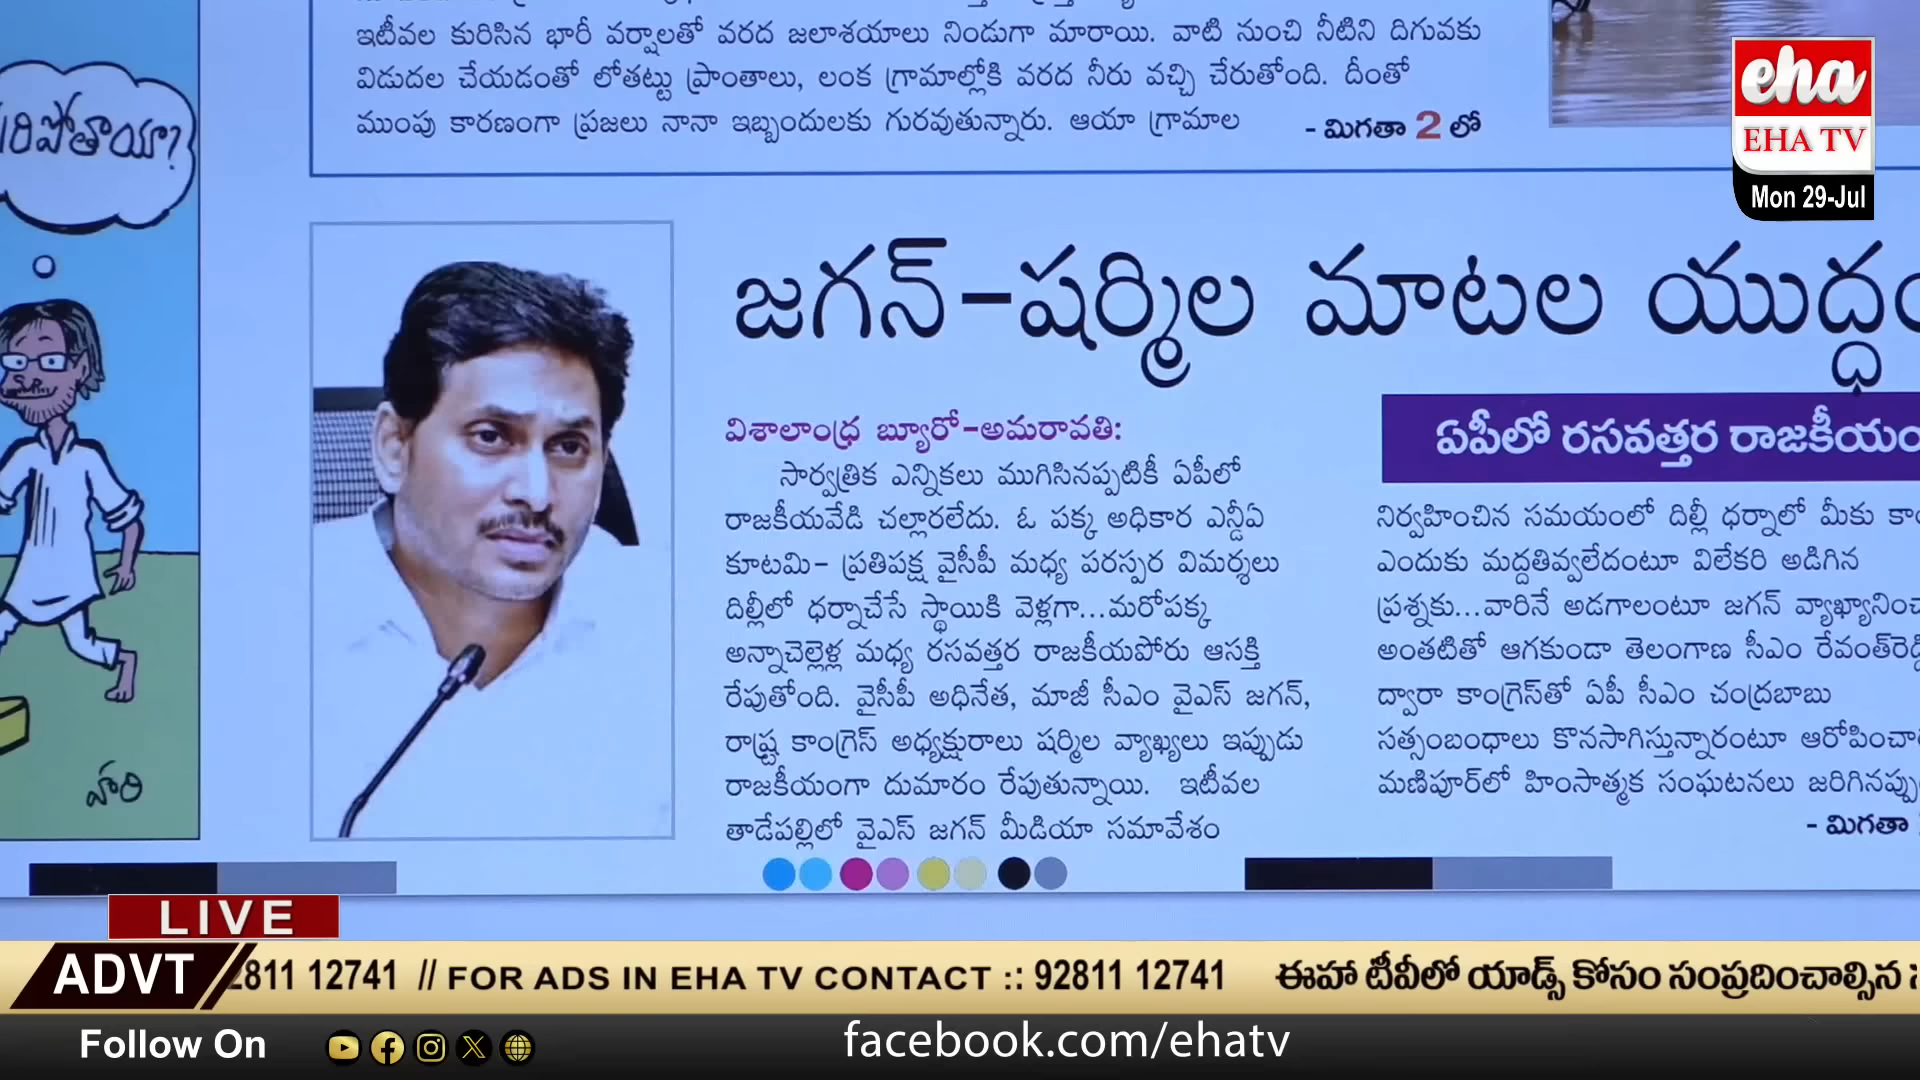 ఇటీవల కురిసిన భారీ వర్షాలతో వరద జలాశయాలు నిండుగా మారాయి. వాటి నుంచి నీటిని దిగువకు
విడుదల చేయడంతో లోతట్టు ప్రాంతాలు, లంక గ్రామాల్లోకి వరద నీరు వచ్చి చేరుతోంది. దీంతో
ముంపు కారణంగా ప్రజలు నానా ఇబ్బందులకు గురవుతున్నారు. ఆయా గ్రామాల
- మిగతా 2 లో
eha
EHA TV
Mon 29-Jul
జగన్-షర్మిల మాటల
విశాలాంధ్ర బ్యూరో-అమరావతి:
సార్వత్రిక ఎన్నికలు ముగిసినప్పటికీ ఏపీలో
రాజకీయవేడి చల్లారలేదు. ఓ పక్క అధికార ఎన్డీఏ
కూటమి- ప్రతిపక్ష వైసీపీ మధ్య పరస్పర విమర్శలు
దిల్లీలో ధర్నాచేసే స్థాయికి వెళ్లగా...మరోపక్క
అన్నాచెల్లెళ్ల మధ్య రసవత్తర రాజకీయపోరు ఆసక్తి
రేపుతోంది. వైసీపీ అధినేత, మాజీ సీఎం వైఎస్ జగన్,
రాష్ట్ర కాంగ్రెస్ అధ్యక్షురాలు షర్మిల వ్యాఖ్యలు ఇప్పుడు
రాజకీయంగా దుమారం రేపుతున్నాయి. ఇటీవల
తాడేపల్లిలో వైఎస్ జగన్ మీడియా సమావేశం
ఏపీలో రసవత్తర
నిర్వహించిన సమయంలో దిల్లీ ధర్నాలో మీకు
ఎందుకు మద్దతివ్వలేదంటూ విలేకరి అడిగిన
ప్రశ్నకు...వారినే అడగాలంటూ జగన్
అంతటితో ఆగకుండా తెలంగాణ సీఎం
ద్వారా కాంగ్రెస్‌తో ఏపీ సీఎం చంద్రబాబు
సత్సంబంధాలు కొనసాగిస్తున్నారంటూ
మణిపూర్‌లో హింసాత్మక సంఘటనలు
- మిగతా
హరి
LIVE
ADVT
2811 12741 // FOR ADS IN EHA TV CONTACT :: 92811 12741 ఈహా టీవీలో యాడ్స్ కోసం సంప్రదించాల్సిన
Follow On
facebook.com/ehatv